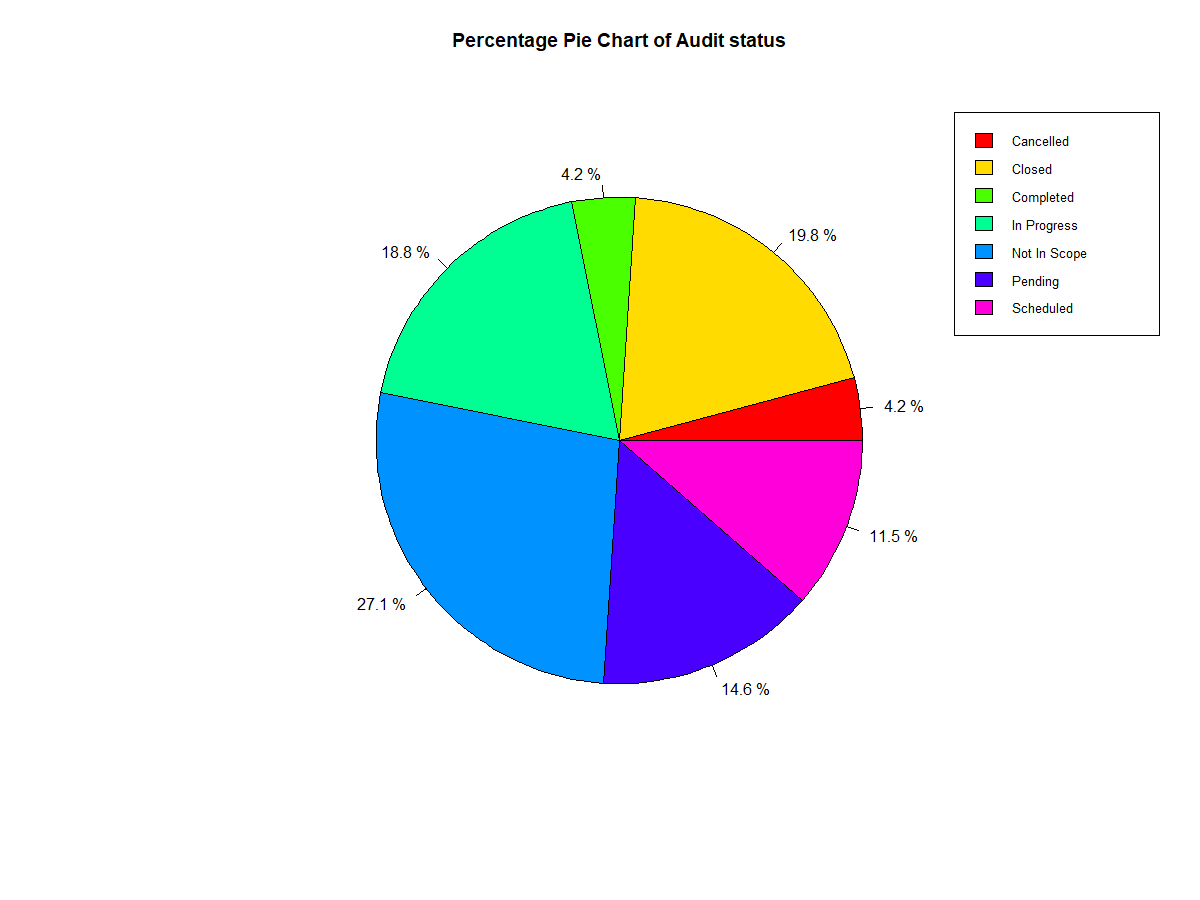 Percentage Pie Chart of Audit status
Cancelled
Closed
Completed
In Progress
Not In Scope
Pending
Scheduled
4.2 %
19.8 %
18.8 %
4.2 %
11.5 %
27.1 %
14.6 %